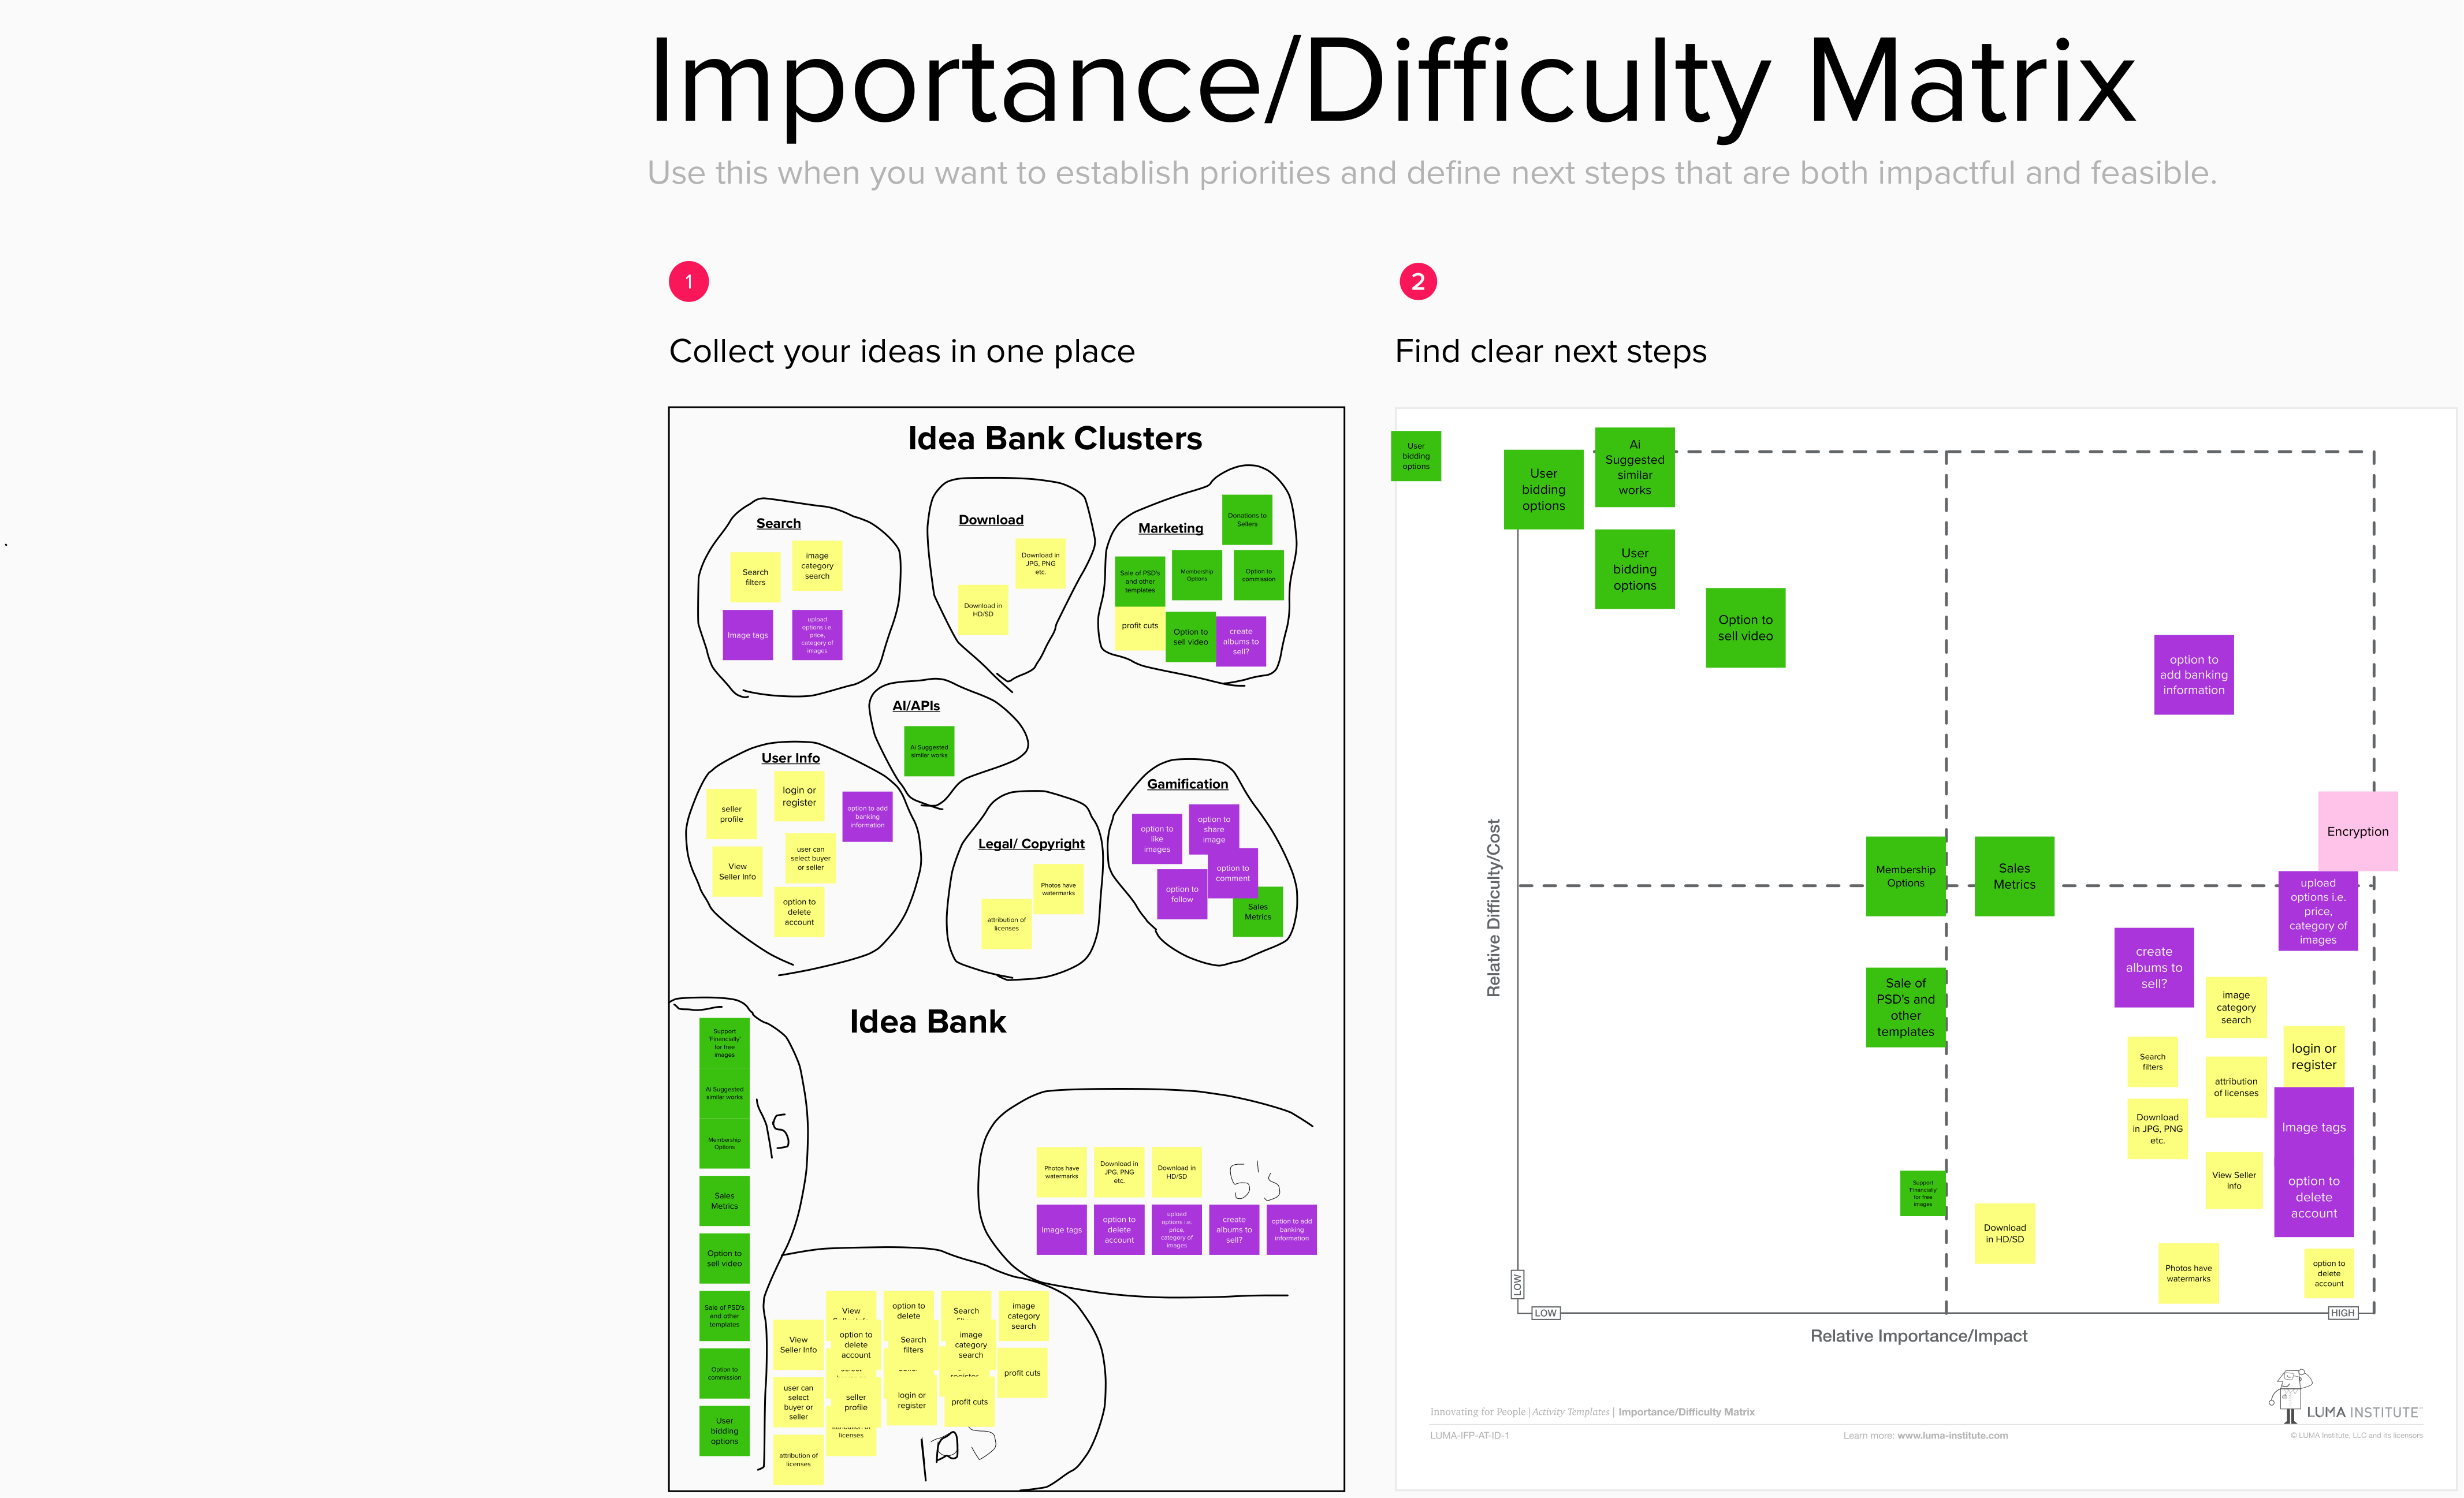 Importance/Difficulty Matrix
Use this when you want to establish priorities and define next steps that are both impactful and feasible.
1
Collect your ideas in one place
Idea Bank Clusters
Search
Search
filters
image
category
search
Image tags
upload
options i.e.
price,
category of
images
Download
Download in
JPG, PNG
etc.
Download in
HD/SD
Marketing
Donations to
Sellers
Sale of PSD's
and other
templates
Membership
Options
Option to
commission
profit cuts
Option to
sell video
create
albums to
sell?
AI/APIs
Ai Suggested
similar works
User Info
seller
profile
login or
register
option to add
banking
information
View
Seller Info
user can
select buyer
or seller
option to
delete
account
Legal/ Copyright
Photos have
watermarks
attribution of
licenses
Gamification
option to
like
images
option to
share
image
option to
comment
option to
follow
Sales
Metrics
Idea Bank
Support
'Financially'
for free
images
Ai Suggested
similar works
Membership
Options
Sales
Metrics
Option to
sell video
Sale of PSD's
and other
templates
Option to
commission
User
bidding
options
1s
Photos have
watermarks
Download in
JPG, PNG
etc.
Download in
HD/SD
5's
Image tags
option to
delete
account
upload
options i.e.
price,
category of
images
create
albums to
sell?
option to add
banking
information
View
option to
delete
Search
image
category
search
View
Seller Info
option to
delete
account
Search
filters
image
category
search
profit cuts
user can
select
buyer or
seller
seller
profile
login or
register
profit cuts
licenses
attribution of
licenses
2
Find clear next steps
User
bidding
options
User
bidding
options
Ai
Suggested
similar
works
User
bidding
options
Option to
sell video
option to
add banking
information
Encryption
Membership
Options
Sales
Metrics
upload
options i.e.
price,
category of
images
create
albums to
sell?
Sale of
PSD's and
other
templates
image
category
search
login or
register
Search
filters
attribution
of licenses
Download
in JPG, PNG
etc.
Image tags
View Seller
Info
option to
delete
account
Support
'Financially'
for free
images
Download
in HD/SD
Photos have
watermarks
option to
delete
account
Relative Difficulty/Cost
LOW
LOW
HIGH
Relative Importance/Impact
Innovating for People | Activity Templates | Importance/Difficulty Matrix
LUMA INSTITUTE
LUMA-IFP-AT-ID-1
Learn more: www.luma-institute.com
© LUMA Institute, LLC and its licensors